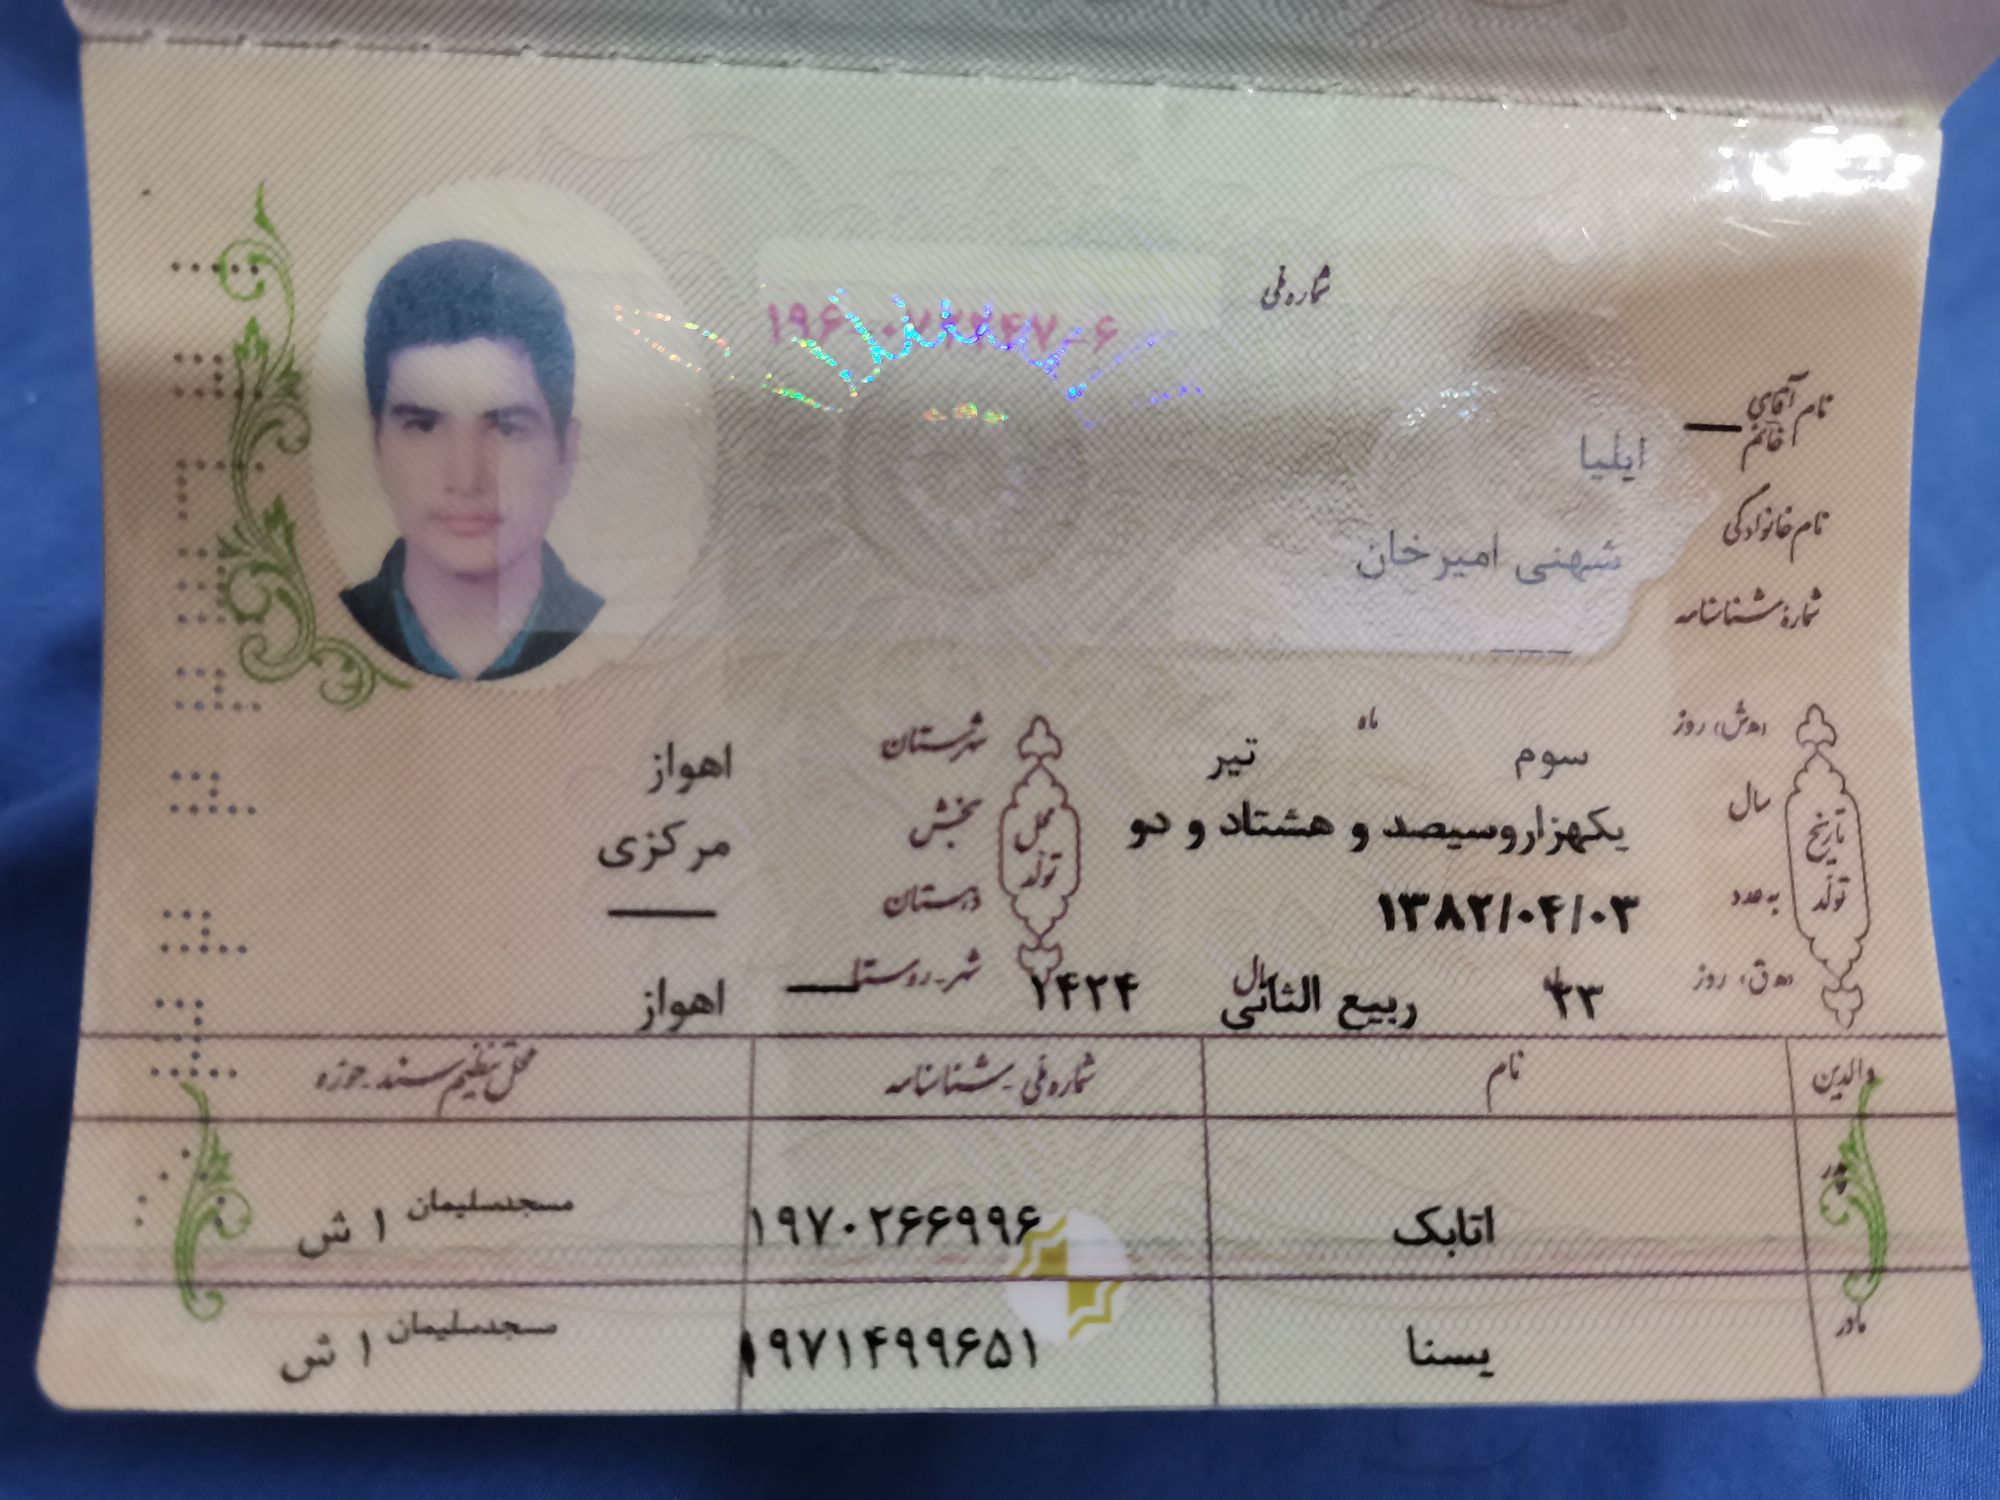 شماره ملی
نام آقای خانم — ایلیا
نام خانوادگی شهنی امیرخان
شمارهٔ شناسنامه ---
تاریخ تولد
(ه‍.ش) روز سوم ماه تیر
سال یکهزاروسیصد و هشتاد و دو
به عدد ۱۳۸۲/۰۴/۰۳
(ه‍.ق) روز ۲۳ ربیع الثانی سال ۱۴۲۴
محل تولد
شهرستان اهواز
بخش مرکزی
دهستان —
شهر-روستا — اهواز
والدین نام شماره ملی-شناسنامه محل تنظیم سند-حوزه
پدر اتابک ۱۹۷۰۲۶۶۹۹۶ مسجدسلیمان ۱ ش
مادر یسنا ۱۹۷۱۴۹۹۶۵۱ مسجدسلیمان ۱ ش